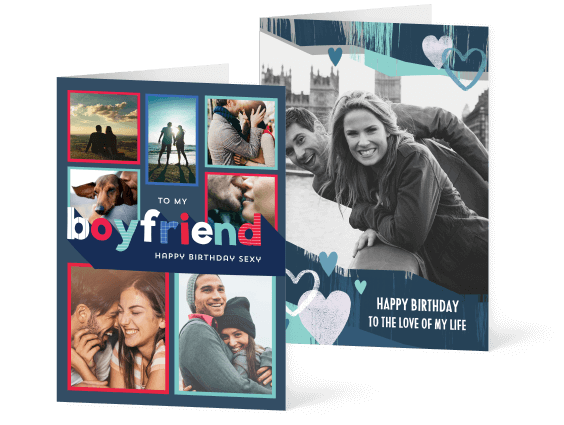 TO MY
boyfriend
HAPPY BIRTHDAY SEXY
HAPPY BIRTHDAY
TO THE LOVE OF MY LIFE